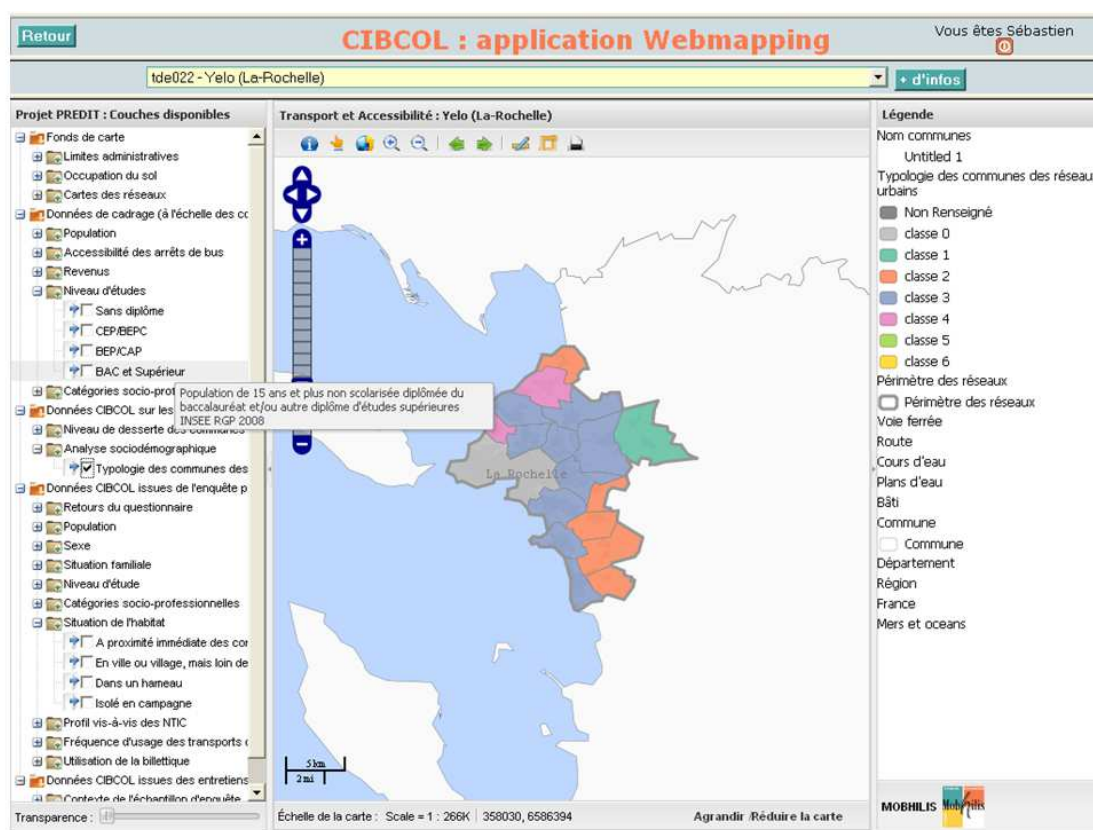 Retour
CIBCOL : application Webmapping
Vous êtes Sébastien
tde022 - Yelo (La-Rochelle)
+ d'infos
Projet PREDIT : Couches disponibles
Fonds de carte
Limites administratives
Occupation du sol
Cartes des réseaux
Données de cadrage (à l'échelle des cc
Population
Accessibilité des arrêts de bus
Revenus
Niveau d'études
Sans diplôme
CEP/BEPC
BEP/CAP
BAC et Supérieur
Catégories socio-prof
Données CIBCOL sur les
Niveau de desserte des communes
Analyse sociodémographique
Typologie des communes des
Données CIBCOL issues de l'enquête p
Retours du questionnaire
Population
Sexe
Situation familiale
Niveau d'étude
Catégories socio-professionnelles
Situation de l'habitat
A proximité immédiate des cor
En ville ou village, mais loin de
Dans un hameau
Isolé en campagne
Profil vis-à-vis des NTIC
Fréquence d'usage des transports c
Utilisation de la billettique
Données CIBCOL issues des entretiens
Contexte de l'échantillon d'enquête
Transparence :
Transport et Accessibilité : Yelo (La-Rochelle)
Population de 15 ans et plus non scolarisée diplômée du
baccalauréat et/ou autre diplôme d'études supérieures
INSEE RGP 2008
La Rochelle
5 km
2 mi
Échelle de la carte : Scale = 1 : 266K
358030, 6586394
Agrandir /Réduire la carte
Légende
Nom communes
Untitled 1
Typologie des communes des réseau
urbains
Non Renseigné
classe 0
classe 1
classe 2
classe 3
classe 4
classe 5
classe 6
Périmètre des réseaux
Périmètre des réseaux
Voie ferrée
Route
Cours d'eau
Plans d'eau
Bâti
Commune
Commune
Département
Région
France
Mers et oceans
MOBHILIS
Mobhilis